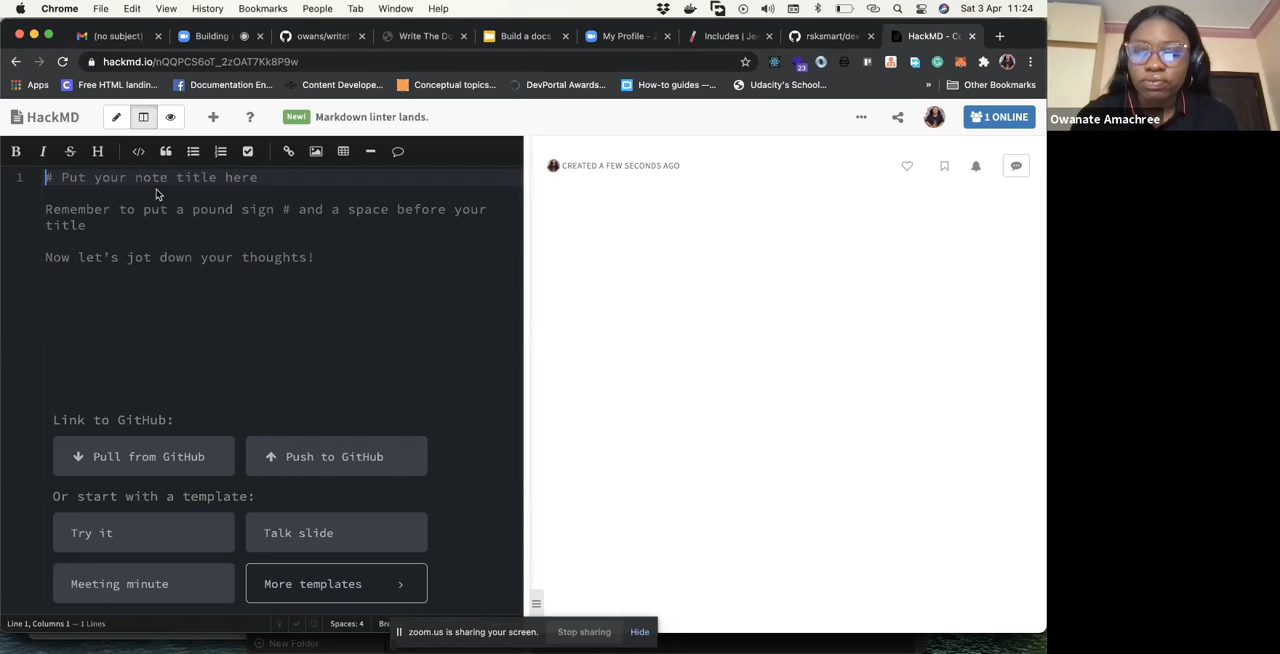 Chrome File Edit View History Bookmarks People Tab Window Help Sat 3 Apr 11:24
(no subject) Building owans/write Write The Do Build a docs My Profile - Includes | Je rsksmart/dev HackMD - C
hackmd.io/nQQPCS6oT_2zOAT7Kk8P9w 23
Apps Free HTML landin... Documentation En... Content Develope... Conceptual topics... DevPortal Awards... How-to guides —... Udacity's School... » Other Bookmarks
Owanate Amachree
HackMD + ? New! Markdown linter lands. 1 ONLINE
B I S H
1 # Put your note title here
CREATED A FEW SECONDS AGO
Remember to put a pound sign # and a space before your
title
Now let's jot down your thoughts!
Link to GitHub:
Pull from GitHub Push to GitHub
Or start with a template:
Try it Talk slide
Meeting minute More templates >
Line 1, Columns 1 — 1 Lines Spaces: 4 Bre
zoom.us is sharing your screen. Stop sharing Hide
New Folder